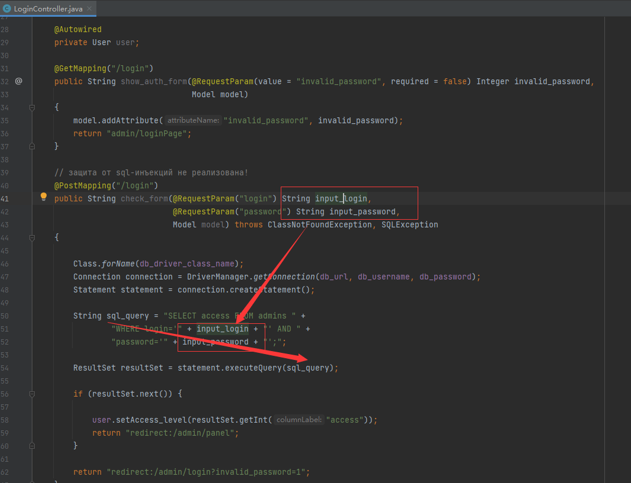 LoginController.java
28 @Autowired
29 private User user;
30
31 @GetMapping("/login")
32 public String show_auth_form(@RequestParam(value = "invalid_password", required = false) Integer invalid_password,
33 Model model)
34 {
35 model.addAttribute( attributeName: "invalid_password", invalid_password);
36 return "admin/loginPage";
37 }
38
39 // защита от sql-инъекций не реализована!
40 @PostMapping("/login")
41 public String check_form(@RequestParam("login") String input_login,
42 @RequestParam("password") String input_password,
43 Model model) throws ClassNotFoundException, SQLException
44 {
45
46 Class.forName(db_driver_class_name);
47 Connection connection = DriverManager.getConnection(db_url, db_username, db_password);
48 Statement statement = connection.createStatement();
49
50 String sql_query = "SELECT access FROM admins " +
51 "WHERE login='" + input_login + "' AND " +
52 "password='" + input_password + "';";
53
54 ResultSet resultSet = statement.executeQuery(sql_query);
55
56 if (resultSet.next()) {
57
58 user.setAccess_level(resultSet.getInt( columnLabel: "access"));
59 return "redirect:/admin/panel";
60 }
61
62 return "redirect:/admin/login?invalid_password=1";